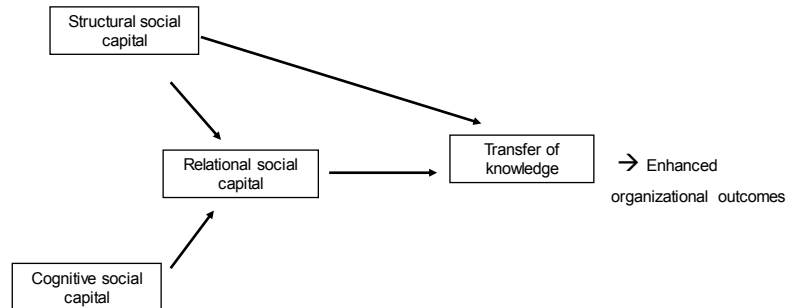 Structural social
capital
Transfer of
knowledge
→ Enhanced
organizational outcomes
Relational social
capital
Cognitive social
capital